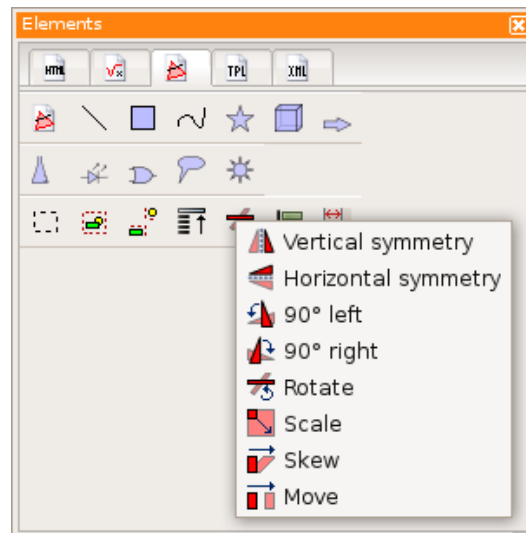 Elements
HTML
TPL
XML
Vertical symmetry
Horizontal symmetry
90° left
90° right
Rotate
Scale
Skew
Move